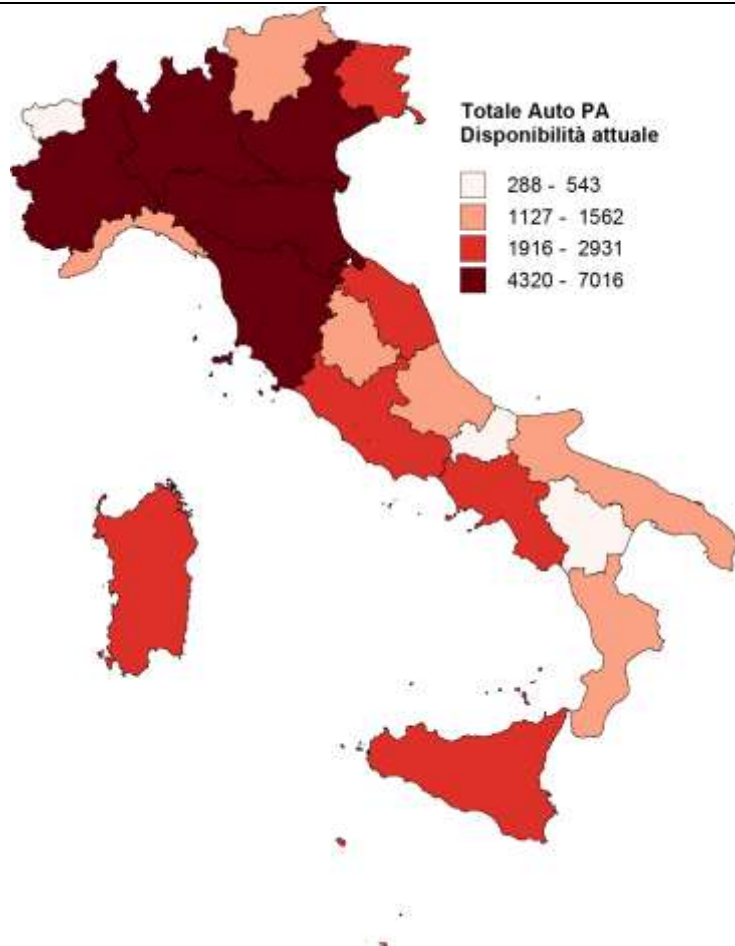 Totale Auto PA
Disponibilità attuale
288 - 543
1127 - 1562
1916 - 2931
4320 - 7016